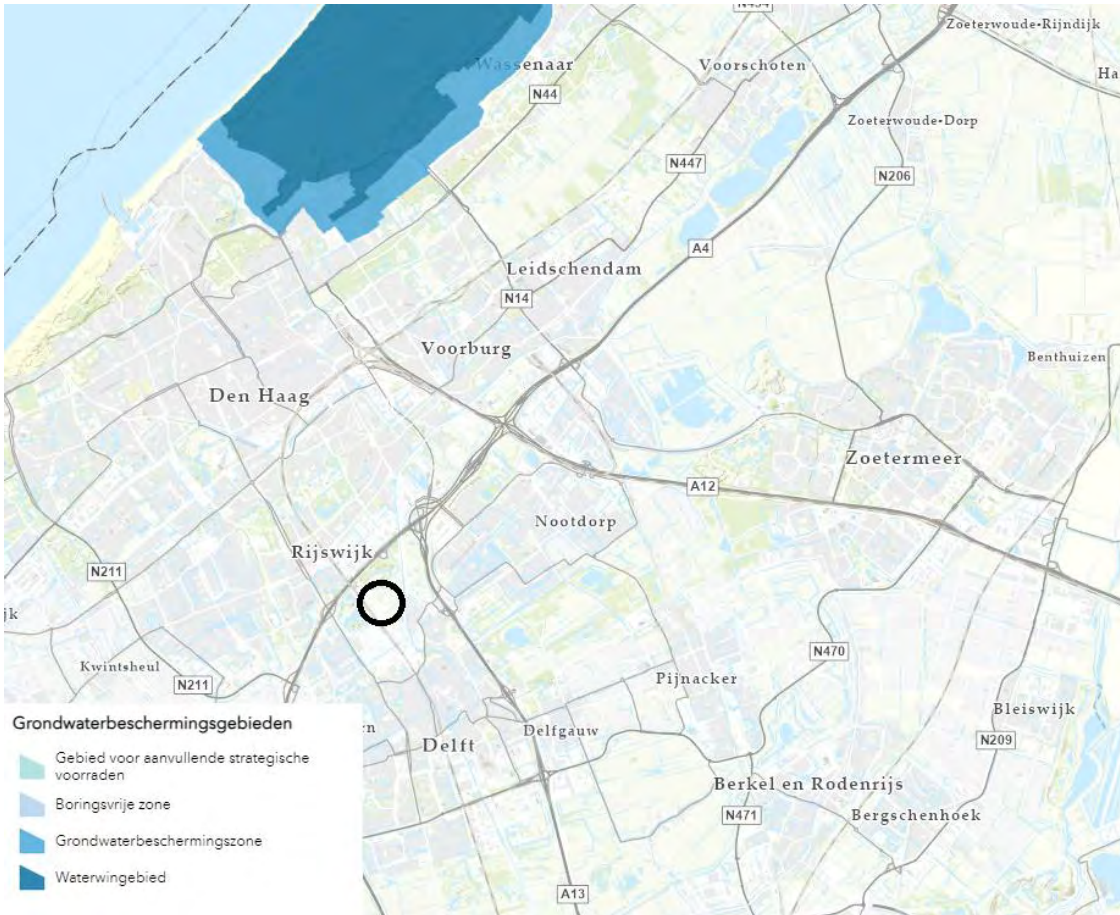 Zoeterwoude-Rijndijk
Wassenaar
Voorschoten
Ha
N44
Zoeterwoude-Dorp
N447
N206
A4
Leidschendam
N14
Voorburg
Benthuizen
Den Haag
Zoetermeer
A12
Nootdorp
Rijswijk
N211
jk
N470
Kwintsheul
N211
Pijnacker
Bleiswijk
Grondwaterbeschermingsgebieden
en
Delft
Delfgauw
N209
Gebied voor aanvullende strategische
voorraden
Berkel en Rodenrijs
Boringsvrije zone
N471
Bergschenhoek
Grondwaterbeschermingszone
Waterwingebied
A13